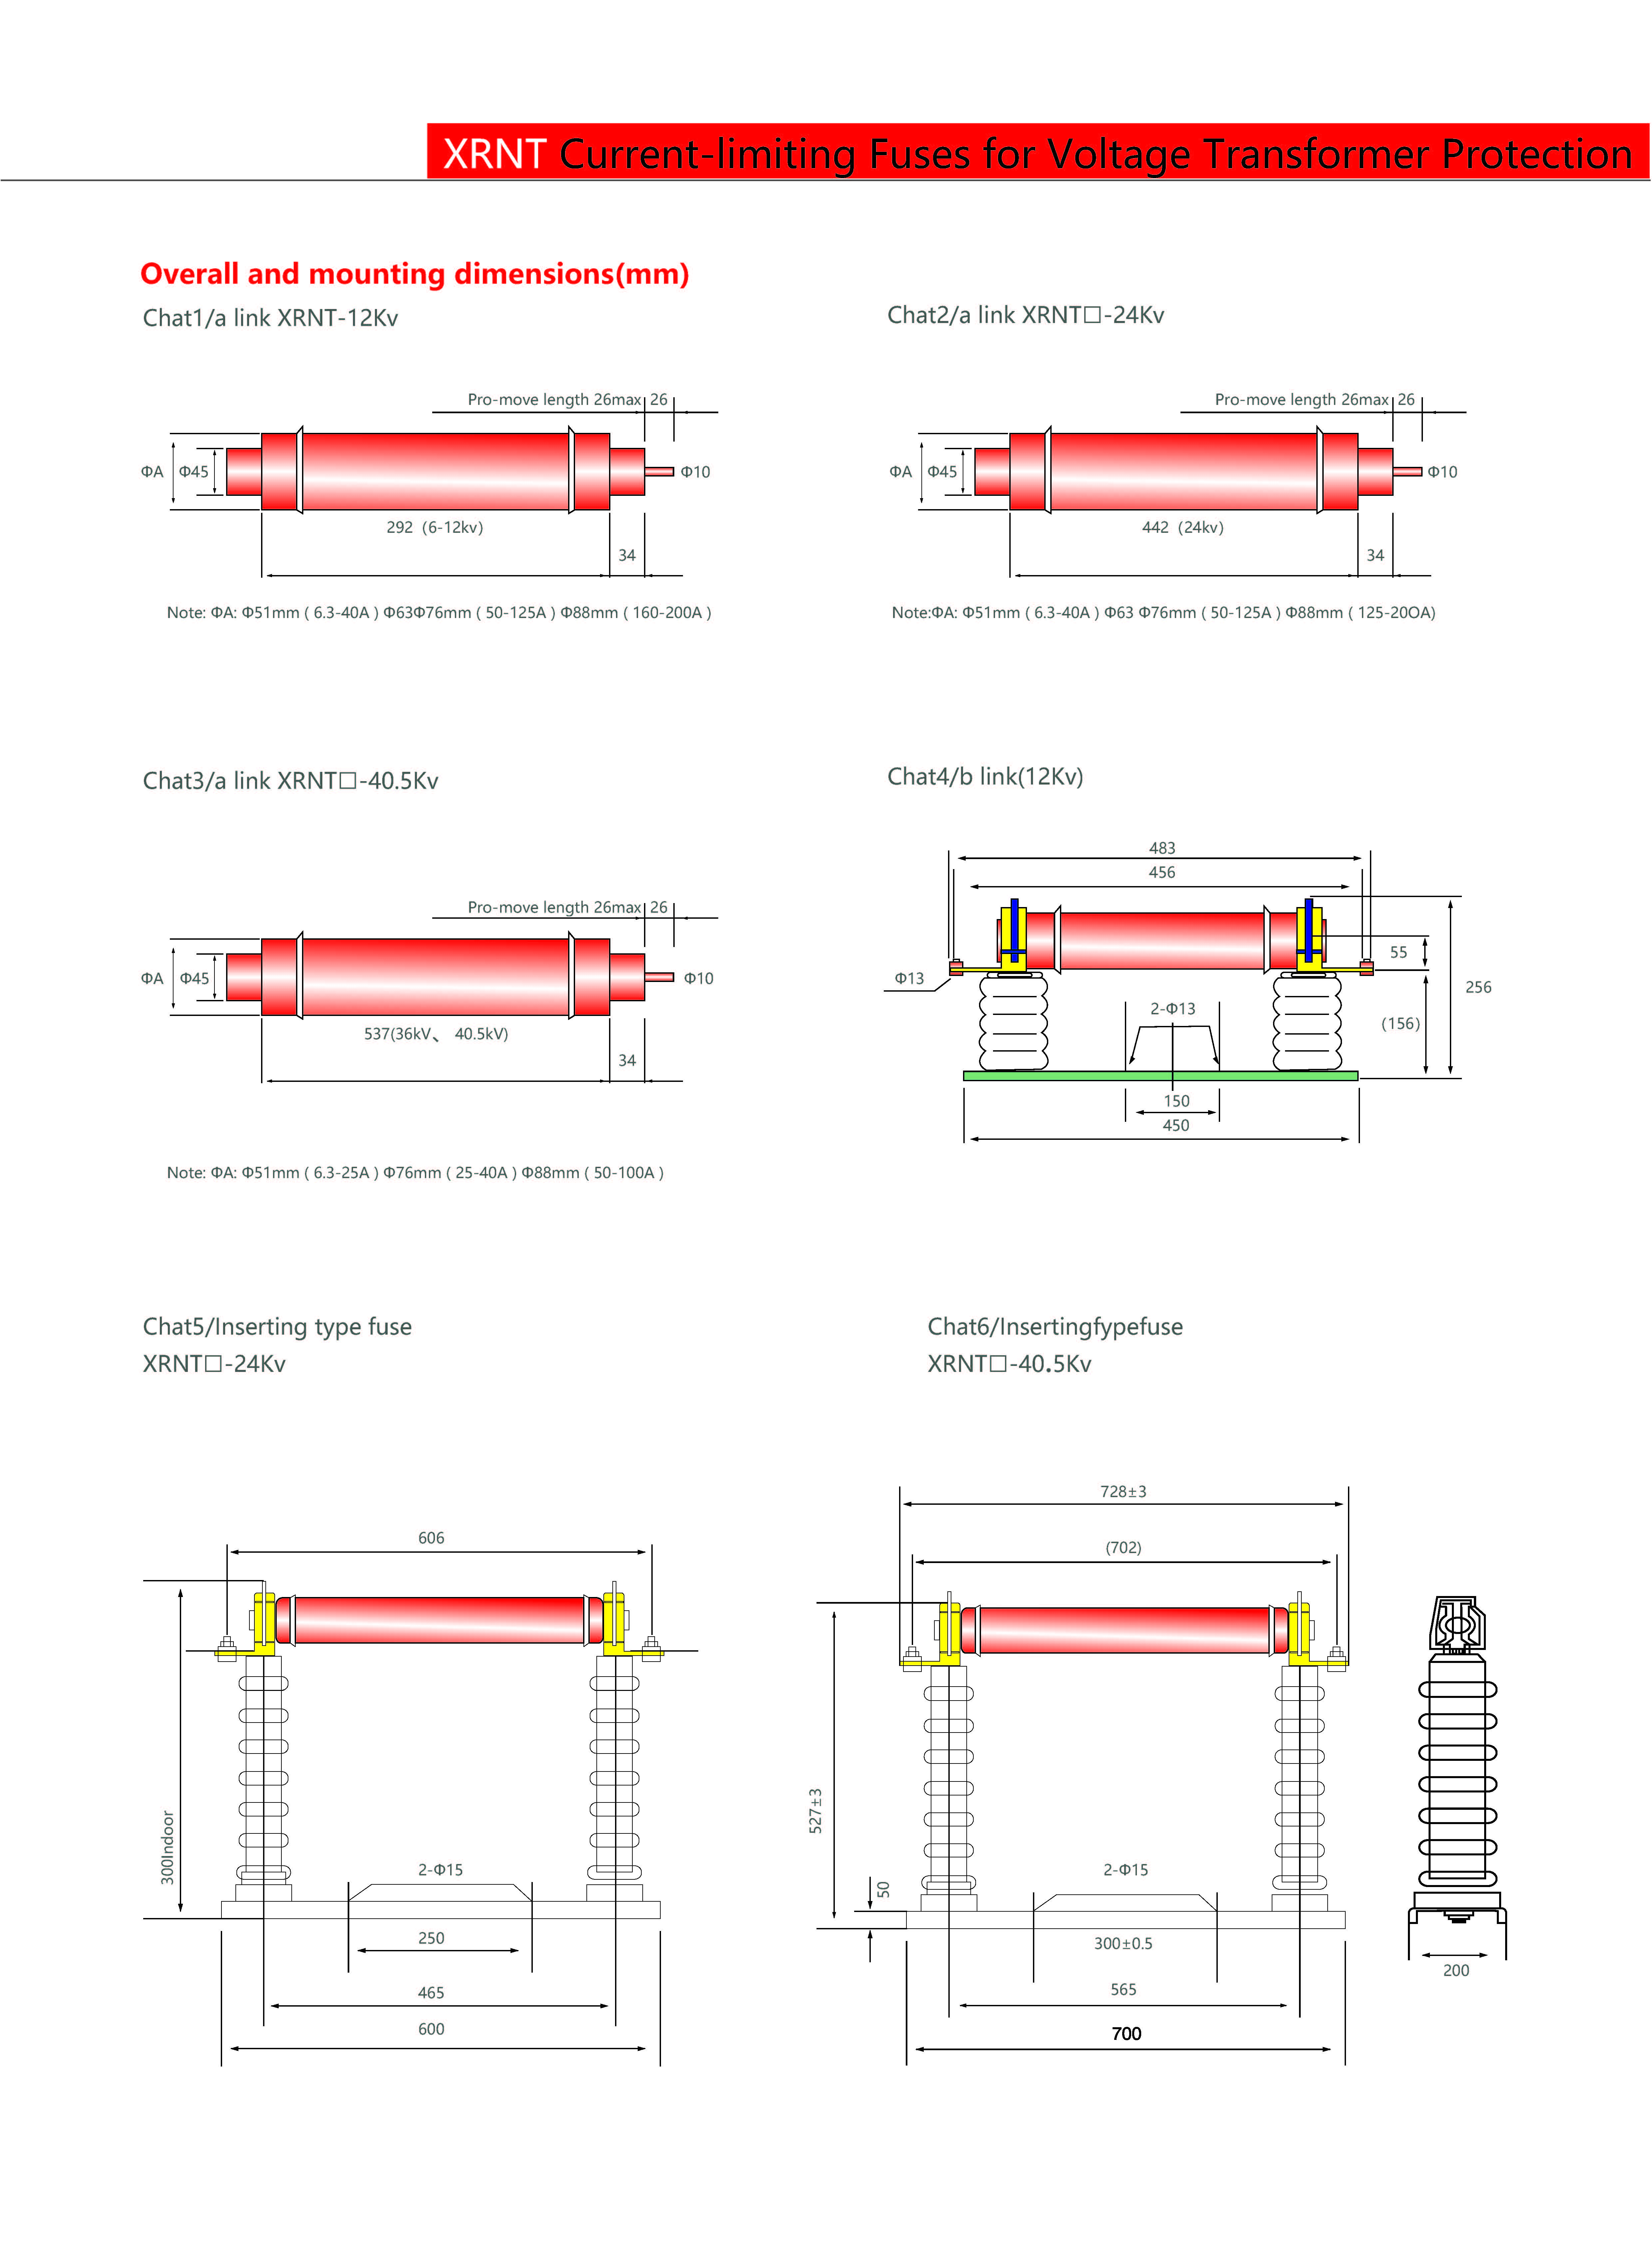 XRNT Current-limiting Fuses for Voltage Transformer Protection
Overall and mounting dimensions(mm)
Chat1/a link XRNT-12Kv
Pro-move length 26max 26
ΦA Φ45 Φ10
292 (6-12kv)
34
Note: ΦA: Φ51mm ( 6.3-40A ) Φ63Φ76mm ( 50-125A ) Φ88mm ( 160-200A )
Chat2/a link XRNT□-24Kv
Pro-move length 26max 26
ΦA Φ45 Φ10
442 (24kv)
34
Note:ΦA: Φ51mm ( 6.3-40A ) Φ63 Φ76mm ( 50-125A ) Φ88mm ( 125-20OA)
Chat3/a link XRNT□-40.5Kv
Pro-move length 26max 26
ΦA Φ45 Φ10
537(36kV、 40.5kV)
34
Note: ΦA: Φ51mm ( 6.3-25A ) Φ76mm ( 25-40A ) Φ88mm ( 50-100A )
Chat4/b link(12Kv)
483
456
55
Φ13
256
2-Φ13
(156)
150
450
Chat5/Inserting type fuse
XRNT□-24Kv
606
300Indoor
2-Φ15
250
465
600
Chat6/Insertingfypefuse
XRNT□-40.5Kv
728±3
(702)
527±3
2-Φ15
50
300±0.5
200
565
700